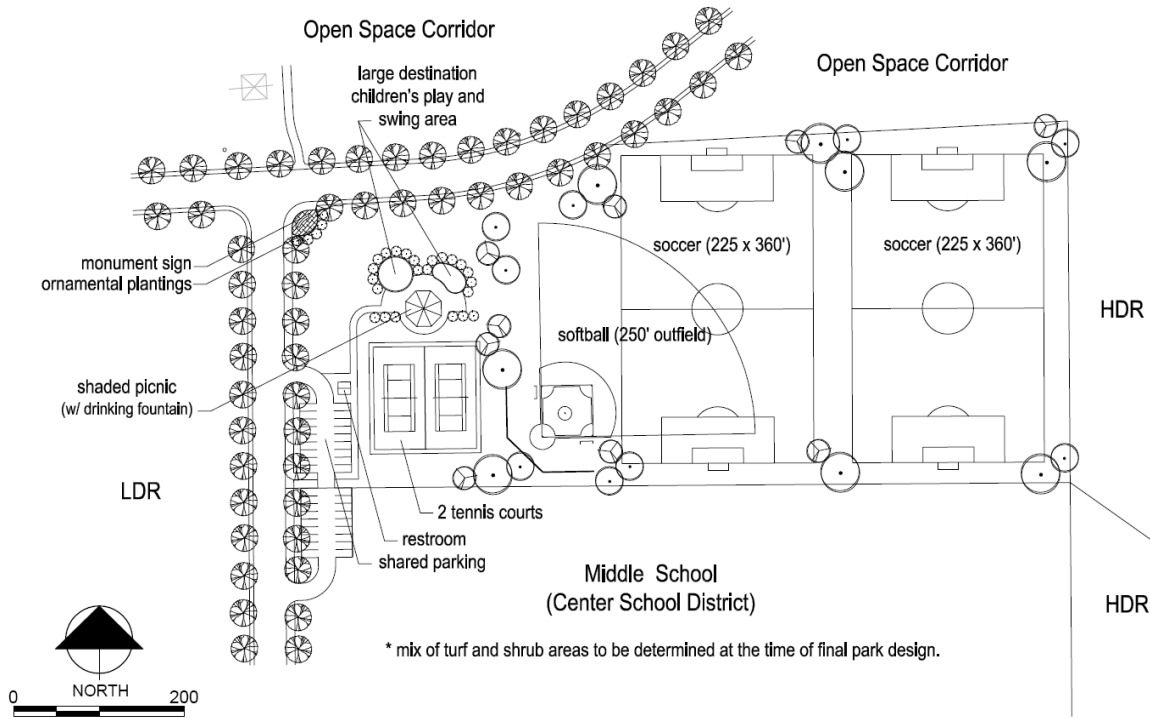 Open Space Corridor
Open Space Corridor
large destination
children's play and
swing area
monument sign
ornamental plantings
soccer (225 x 360')
soccer (225 x 360')
HDR
softball (250' outfield)
shaded picnic
(w/ drinking fountain)
LDR
2 tennis courts
restroom
shared parking
Middle School
(Center School District)
HDR
* mix of turf and shrub areas to be determined at the time of final park design.
NORTH
0 200